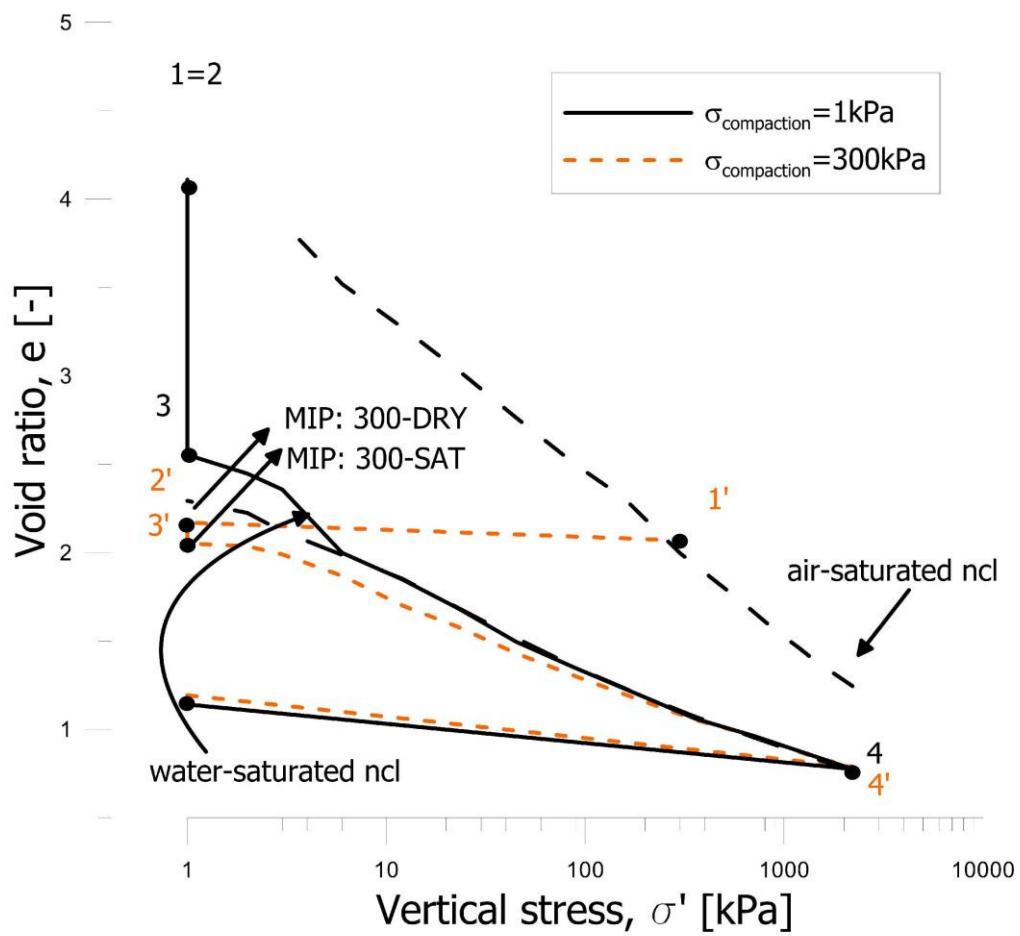 5
1=2
σcompaction=1kPa
σcompaction=300kPa
4
3
3
MIP: 300-DRY
MIP: 300-SAT
2'
3'
1'
2
air-saturated ncl
1
water-saturated ncl
4
4'
1
10
100
1000
10000
Vertical stress, σ' [kPa]
Void ratio, e [-]